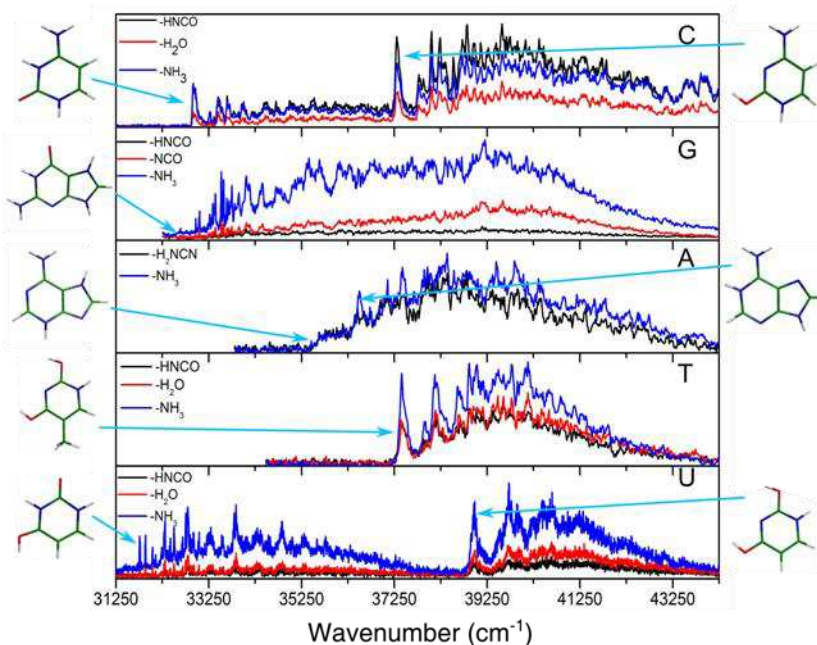 -HNCO
-H₂O
-NH₃
C
-HNCO
-NCO
-NH₃
G
-H₂NCN
-NH₃
A
-HNCO
-H₂O
-NH₃
T
-HNCO
-H₂O
-NH₃
U
31250 33250 35250 37250 39250 41250 43250
Wavenumber (cm⁻¹)